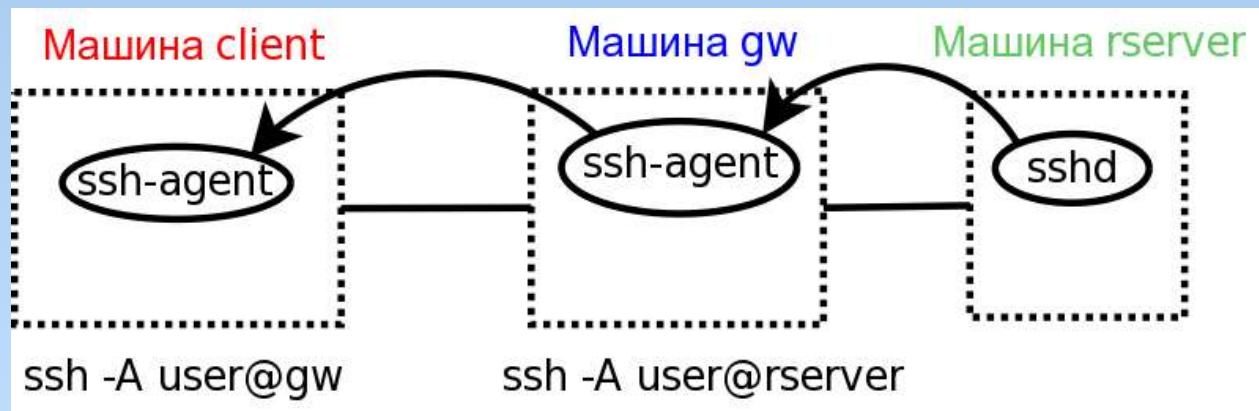 Машина client
Машина gw
Машина rserver
ssh-agent
ssh-agent
sshd
ssh -A user@gw
ssh -A user@rserver